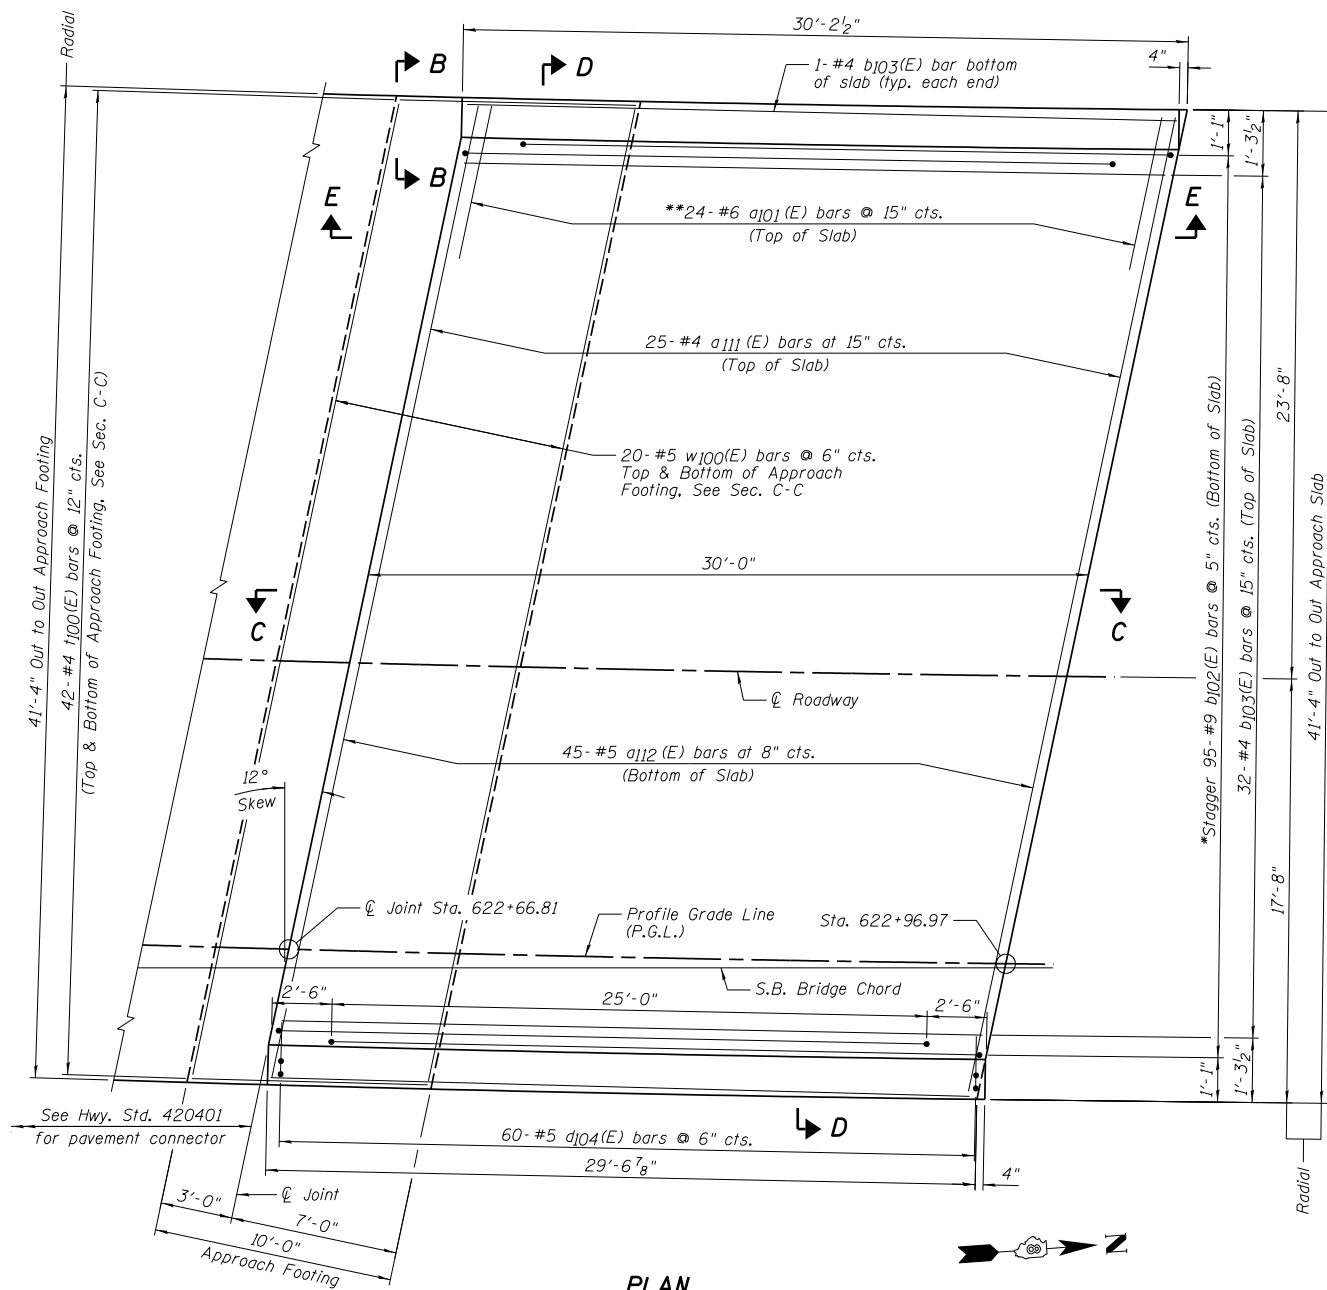 Radial
30'-2½"
B
D
1- #4 b103(E) bar bottom
of slab (typ. each end)
4"
1'-1"
1'-3½"
B
E
E
**24- #6 a101(E) bars @ 15" cts.
(Top of Slab)
25- #4 a111(E) bars at 15" cts.
(Top of Slab)
20- #5 w100(E) bars @ 6" cts.
Top & Bottom of Approach
Footing, See Sec. C-C
41'-4" Out to Out Approach Footing
42- #4 t100(E) bars @ 12" cts.
(Top & Bottom of Approach Footing, See Sec. C-C)
*Stagger 95- #9 b102(E) bars @ 5" cts. (Bottom of Slab)
32- #4 b103(E) bars @ 15" cts. (Top of Slab)
23'-8"
41'-4" Out to Out Approach Slab
30'-0"
C
C
℄ Roadway
45- #5 a112(E) bars at 8" cts.
(Bottom of Slab)
12°
Skew
17'-8"
℄ Joint Sta. 622+66.81
Profile Grade Line
(P.G.L.)
Sta. 622+96.97
S.B. Bridge Chord
2'-6"
25'-0"
2'-6"
1'-1"
1'-3½"
See Hwy. Std. 420401
for pavement connector
D
60- #5 d104(E) bars @ 6" cts.
29'-6⅞"
4"
Radial
3'-0"
℄ Joint
7'-0"
10'-0"
Approach Footing
N
PLAN